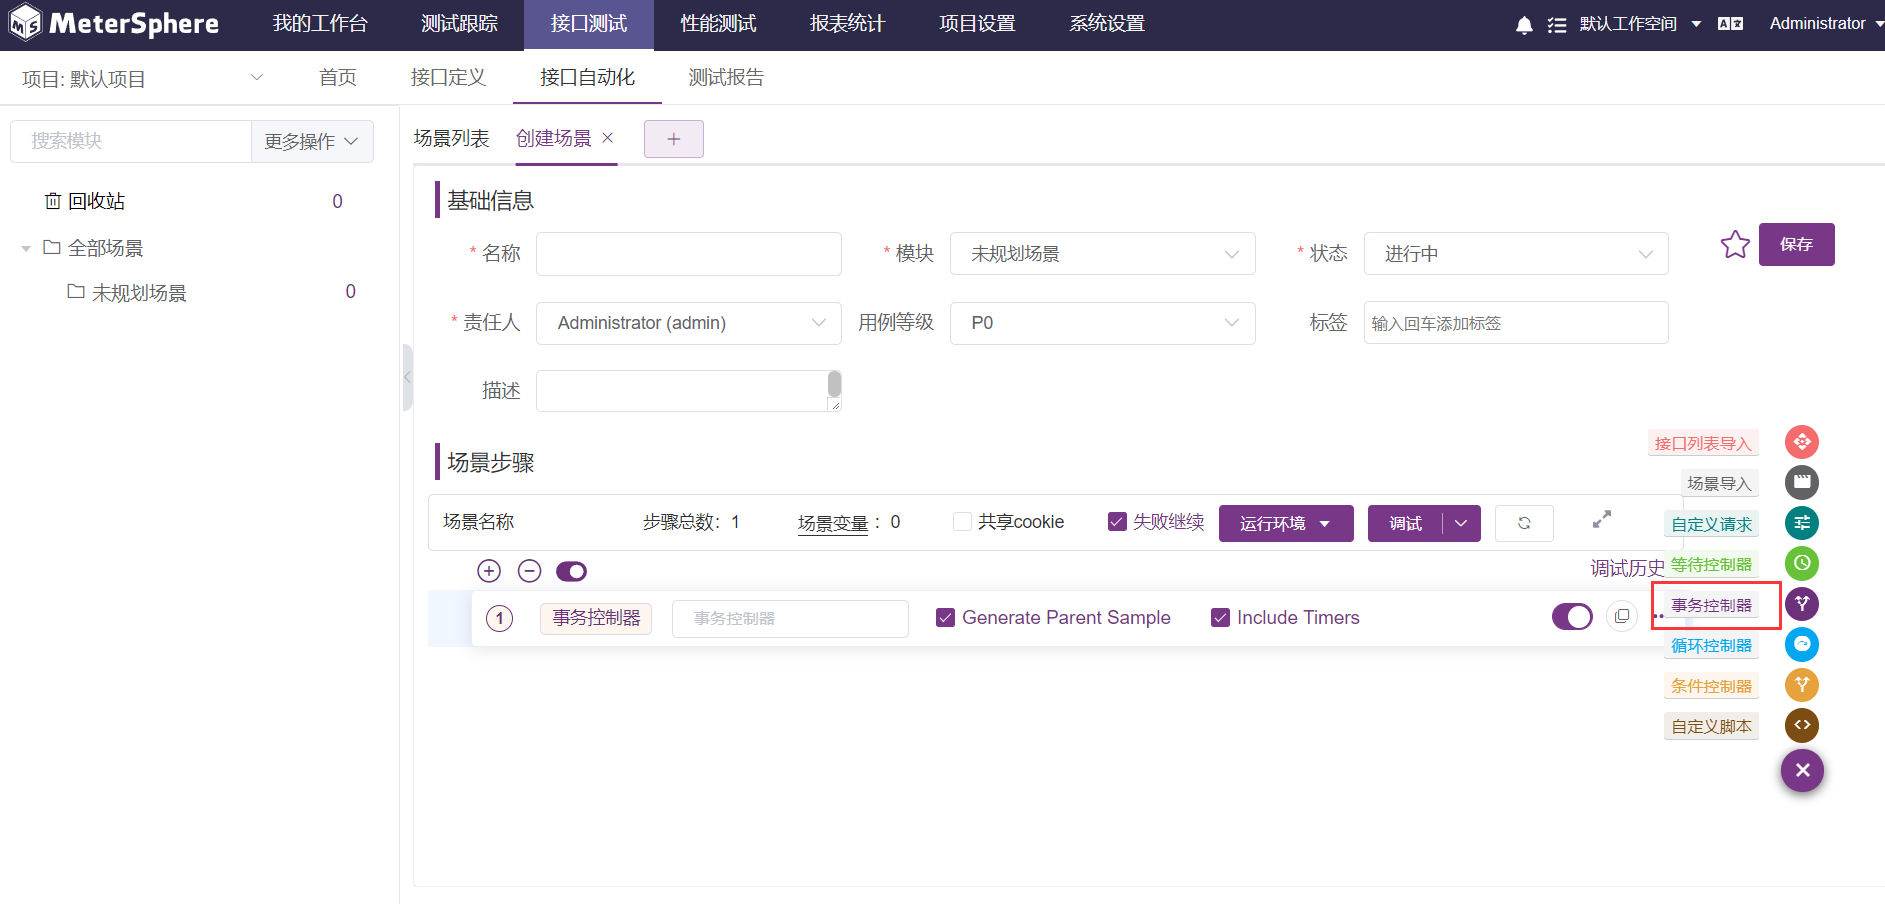 MeterSphere 我的工作台 测试跟踪 接口测试 性能测试 报表统计 项目设置 系统设置 默认工作空间 Administrator
项目: 默认项目 首页 接口定义 接口自动化 测试报告
搜索模块 更多操作
回收站 0
全部场景
未规划场景 0
场景列表 创建场景 × +
基础信息
* 名称 * 模块 未规划场景 * 状态 进行中 保存
* 责任人 Administrator (admin) 用例等级 P0 标签 输入回车添加标签
描述
场景步骤
接口列表导入
场景导入
场景名称 步骤总数: 1 场景变量 : 0 共享cookie 失败继续 运行环境 调试 自定义请求
调试历史 等待控制器
1 事务控制器 事务控制器 Generate Parent Sample Include Timers 事务控制器
循环控制器
条件控制器
自定义脚本